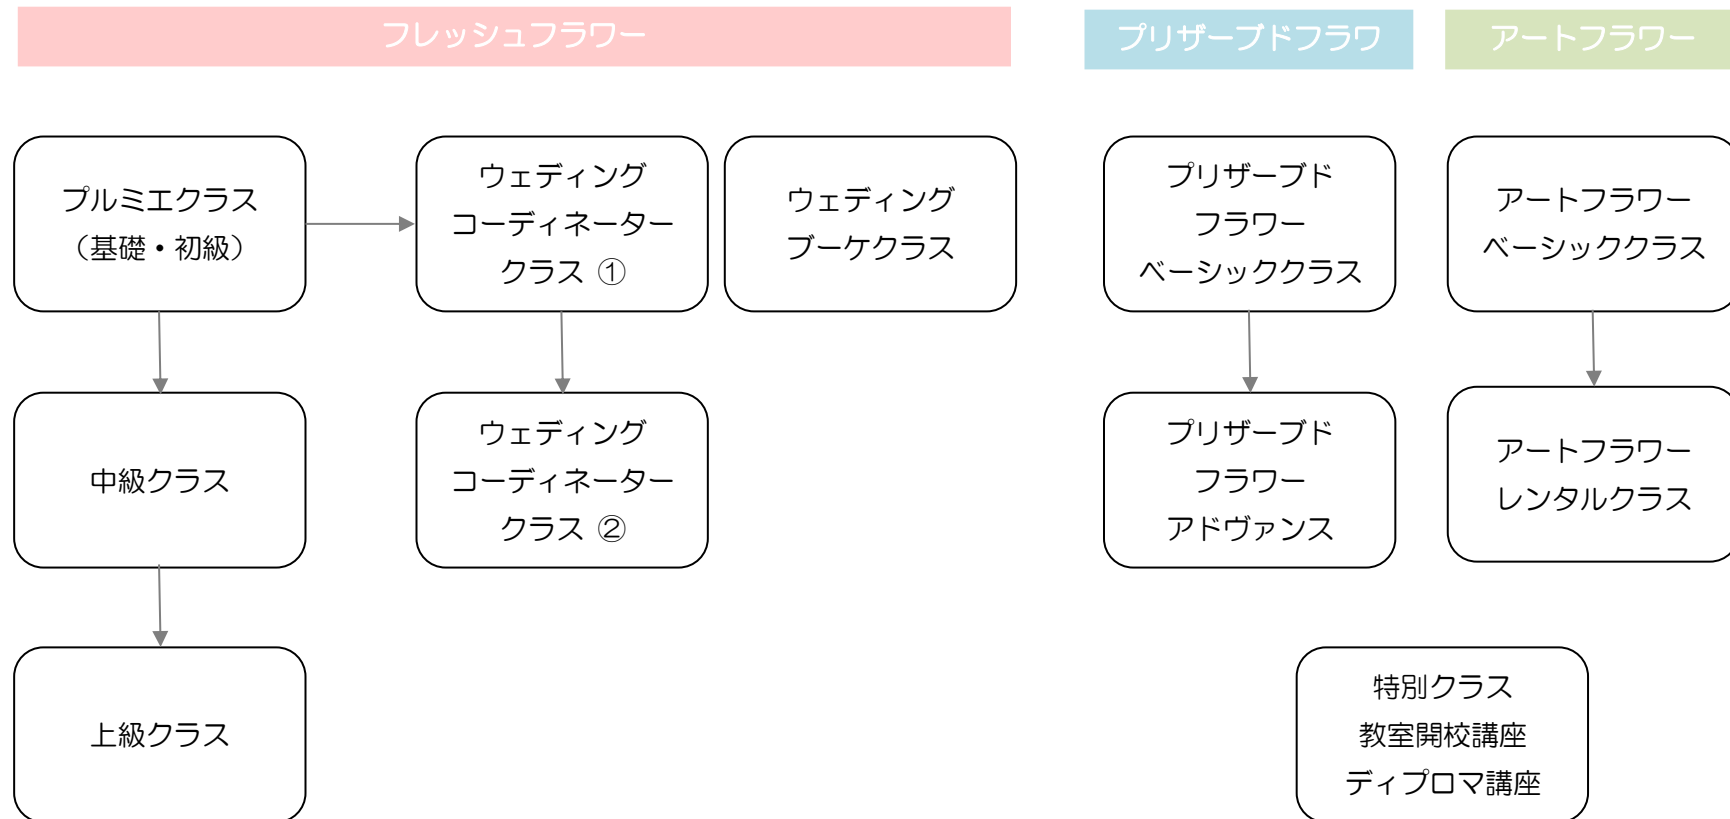 フレッシュフラワー
プリザーブドフラワ
アートフラワー
プルミエクラス
（基礎・初級）
ウェディング
コーディネーター
クラス ①
ウェディング
ブーケクラス
プリザーブド
フラワー
ベーシッククラス
アートフラワー
ベーシッククラス
中級クラス
ウェディング
コーディネーター
クラス ②
プリザーブド
フラワー
アドヴァンス
アートフラワー
レンタルクラス
上級クラス
特別クラス
教室開校講座
ディプロマ講座